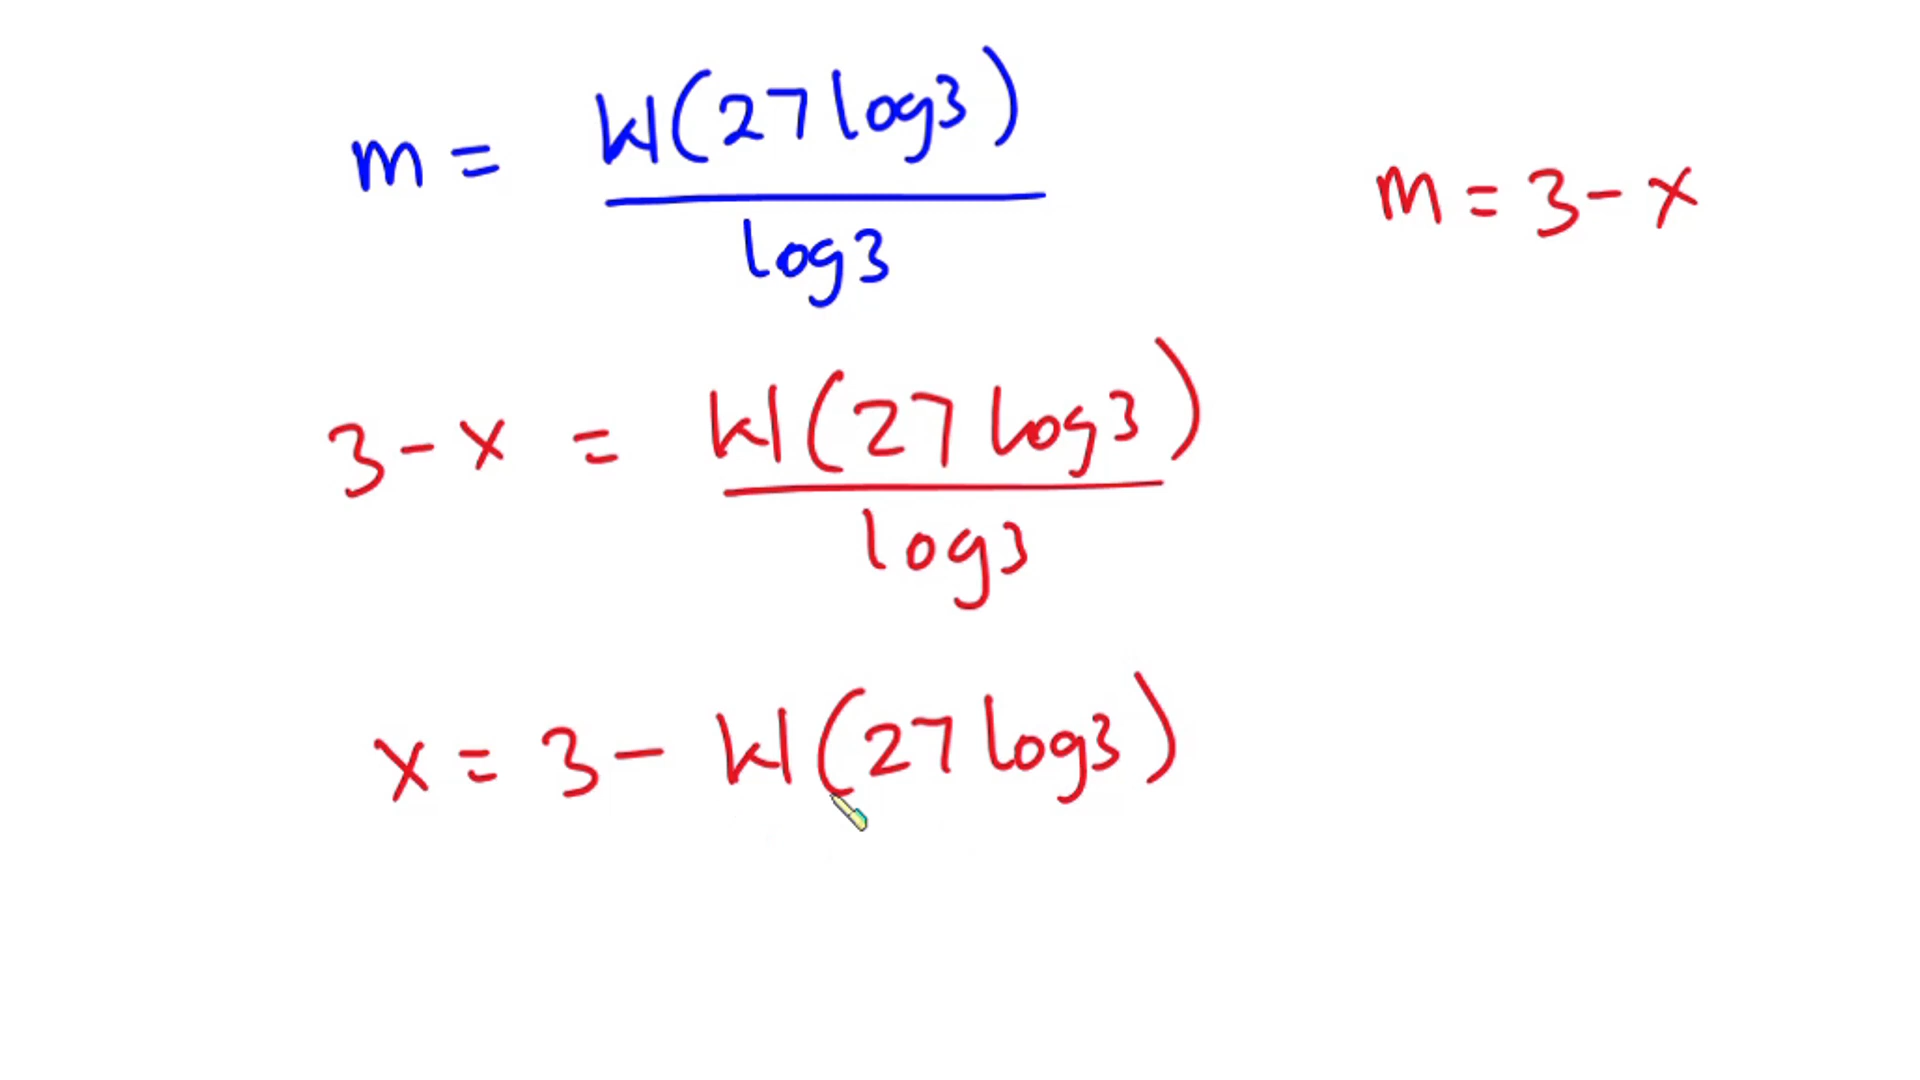 m = W(27 log3)
log3
m = 3 - x
3 - x = W(27 log3)
log3
x = 3 - W(27 log3)